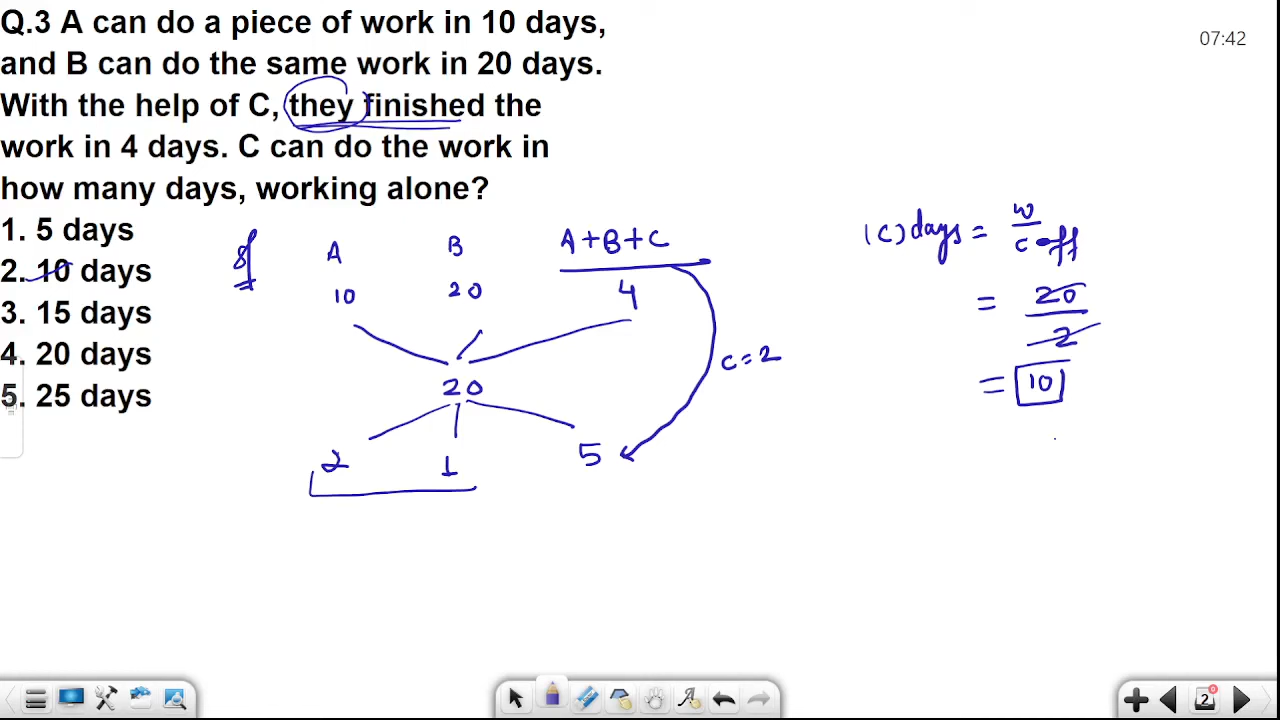 Q.3 A can do a piece of work in 10 days,
and B can do the same work in 20 days.
With the help of C, they finished the
work in 4 days. C can do the work in
how many days, working alone?
1. 5 days
2. 10 days
3. 15 days
4. 20 days
5. 25 days
07:42
A B A+B+C
10 20 4
20
2 1 5
C=2
(C) days = W
C eff
= 20
2
= 10
2
0